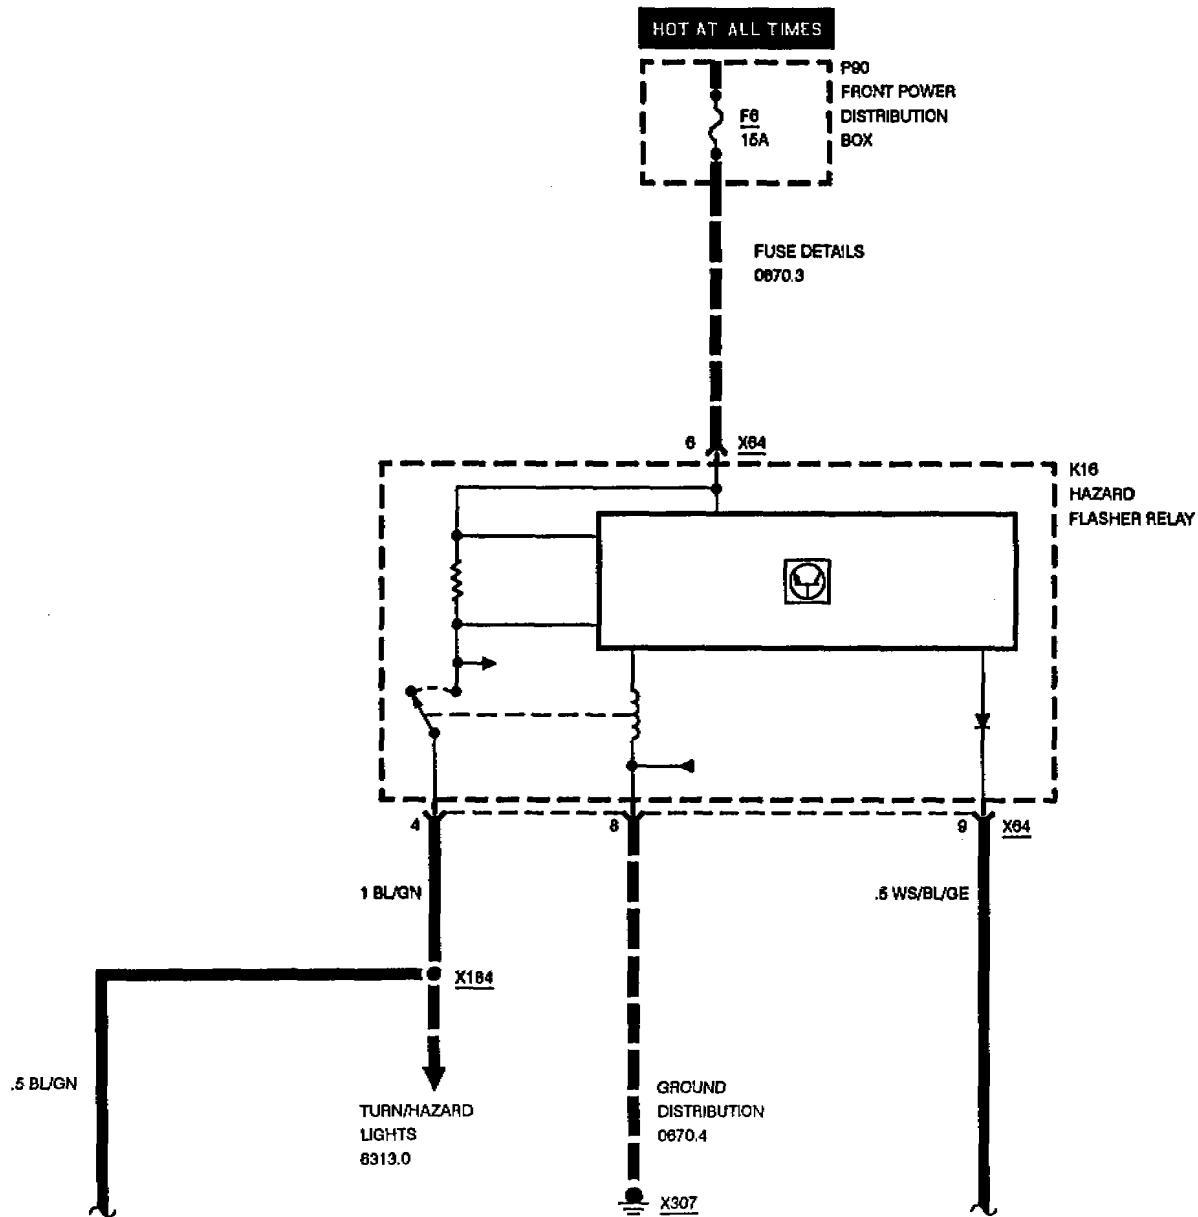 HOT AT ALL TIMES
P90
FRONT POWER
DISTRIBUTION
BOX
F6
15A
FUSE DETAILS
0670.3
6
X64
K16
HAZARD
FLASHER RELAY
4
8
9
X64
1 BL/GN
.5 WS/BL/GE
X184
.5 BL/GN
TURN/HAZARD
LIGHTS
6313.0
GROUND
DISTRIBUTION
0670.4
X307